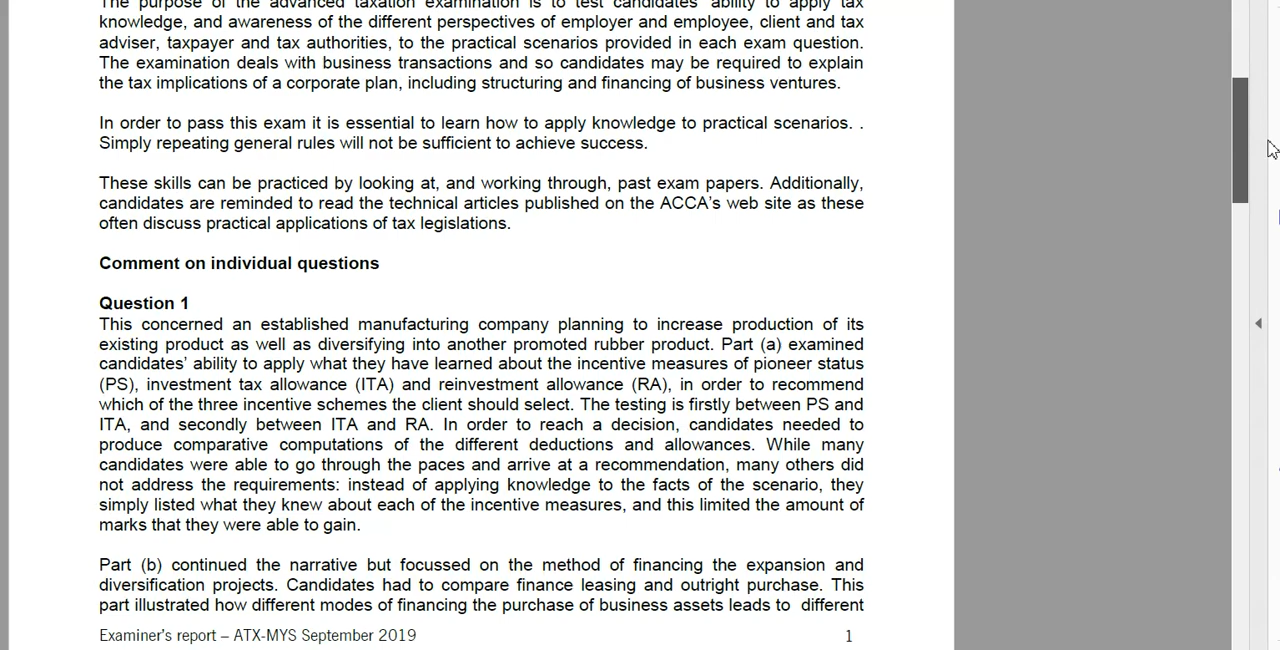 The purpose of the advanced taxation examination is to test candidates' ability to apply tax
knowledge, and awareness of the different perspectives of employer and employee, client and tax
adviser, taxpayer and tax authorities, to the practical scenarios provided in each exam question.
The examination deals with business transactions and so candidates may be required to explain
the tax implications of a corporate plan, including structuring and financing of business ventures.
In order to pass this exam it is essential to learn how to apply knowledge to practical scenarios. .
Simply repeating general rules will not be sufficient to achieve success.
These skills can be practiced by looking at, and working through, past exam papers. Additionally,
candidates are reminded to read the technical articles published on the ACCA's web site as these
often discuss practical applications of tax legislations.
Comment on individual questions
Question 1
This concerned an established manufacturing company planning to increase production of its
existing product as well as diversifying into another promoted rubber product. Part (a) examined
candidates' ability to apply what they have learned about the incentive measures of pioneer status
(PS), investment tax allowance (ITA) and reinvestment allowance (RA), in order to recommend
which of the three incentive schemes the client should select. The testing is firstly between PS and
ITA, and secondly between ITA and RA. In order to reach a decision, candidates needed to
produce comparative computations of the different deductions and allowances. While many
candidates were able to go through the paces and arrive at a recommendation, many others did
not address the requirements: instead of applying knowledge to the facts of the scenario, they
simply listed what they knew about each of the incentive measures, and this limited the amount of
marks that they were able to gain.
Part (b) continued the narrative but focussed on the method of financing the expansion and
diversification projects. Candidates had to compare finance leasing and outright purchase. This
part illustrated how different modes of financing the purchase of business assets leads to  different
Examiner's report – ATX-MYS September 2019 1